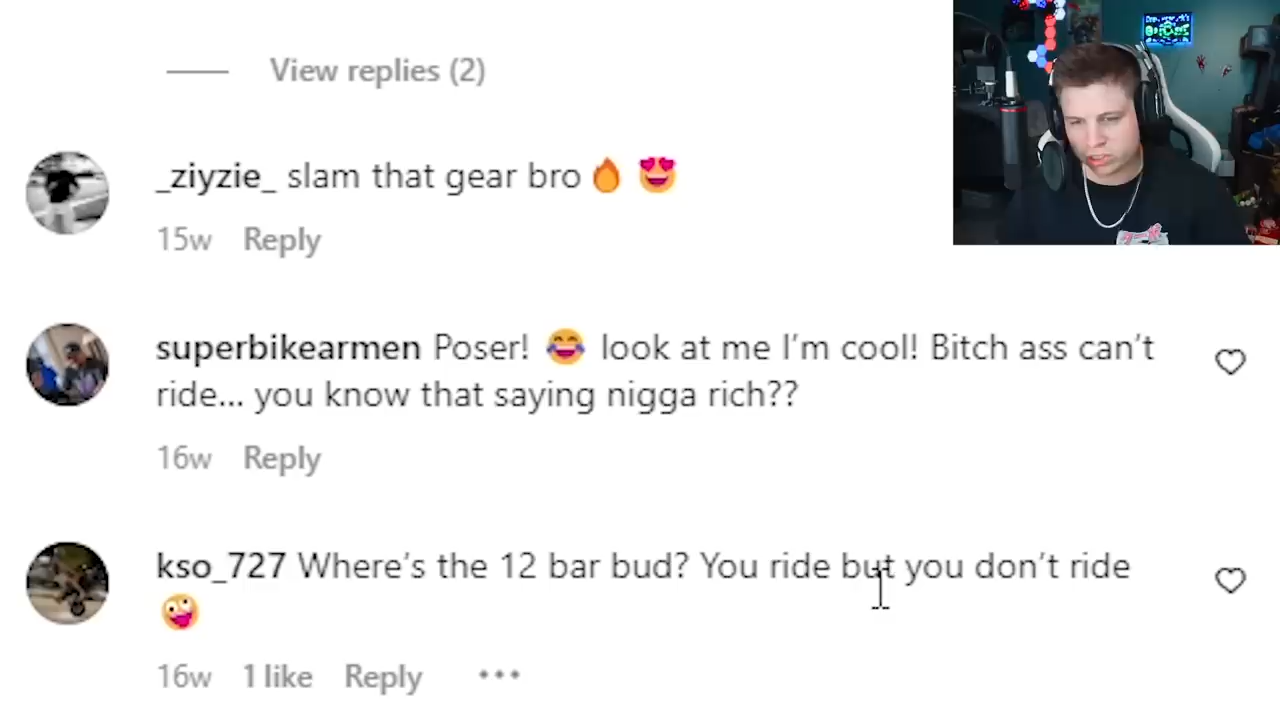 View replies (2)
_ziyzie_ slam that gear bro 🔥 😍
15w Reply
superbikearmen Poser! 😂 look at me I'm cool! Bitch ass can't
ride... you know that saying nigga rich??
16w Reply
kso_727 Where's the 12 bar bud? You ride but you don't ride
🤪
16w 1 like Reply